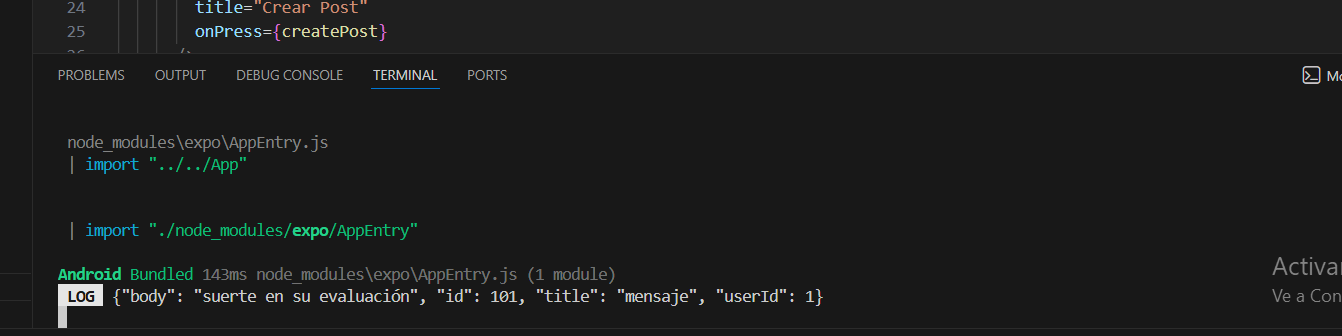 24 title="Crear Post"
25 onPress={createPost}
PROBLEMS OUTPUT DEBUG CONSOLE TERMINAL PORTS
node_modules\expo\AppEntry.js
| import "../../App"
| import "./node_modules/expo/AppEntry"
Android Bundled 143ms node_modules\expo\AppEntry.js (1 module)
Activar
LOG {"body": "suerte en su evaluación", "id": 101, "title": "mensaje", "userId": 1}
Ve a Con